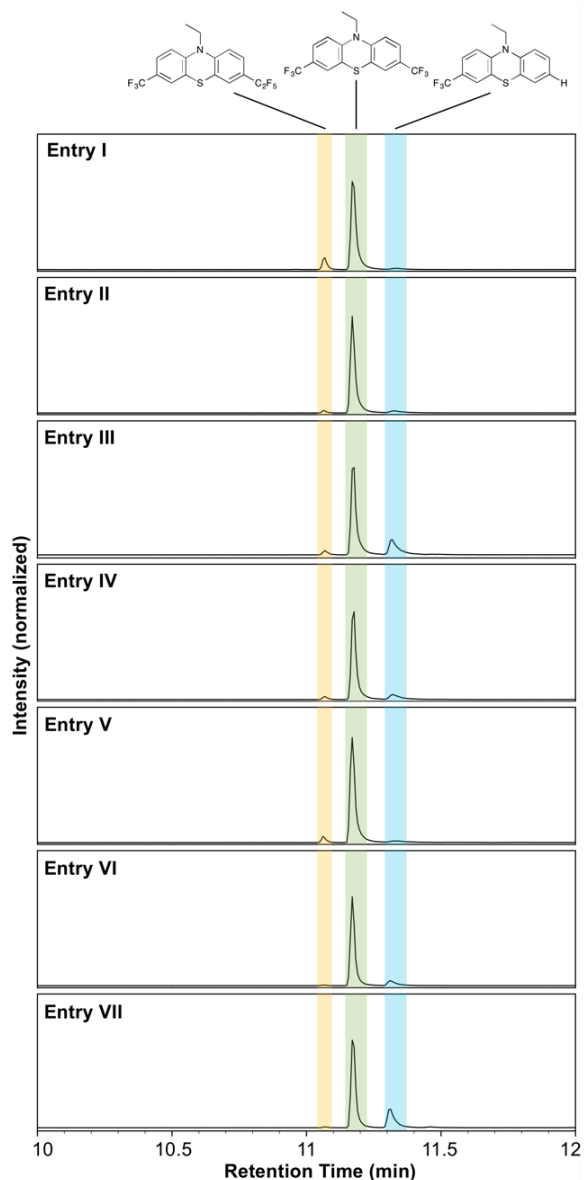 N
N
N
F₃C
S
C₂F₅
F₃C
S
CF₃
F₃C
S
H
Entry I
Entry II
Entry III
Entry IV
Entry V
Entry VI
Entry VII
Intensity (normalized)
10 10.5 11 11.5 12
Retention Time (min)